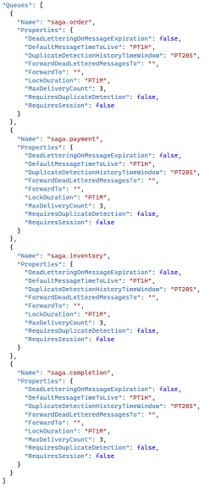 "Queues": [
{
"Name": "saga.order",
"Properties": {
"DeadLetteringOnMessageExpiration": false,
"DefaultMessageTimeToLive": "PT1H",
"DuplicateDetectionHistoryTimeWindow": "PT20S",
"ForwardDeadLetteredMessagesTo": "",
"ForwardTo": "",
"LockDuration": "PT1M",
"MaxDeliveryCount": 3,
"RequiresDuplicateDetection": false,
"RequiresSession": false
}
},
{
"Name": "saga.payment",
"Properties": {
"DeadLetteringOnMessageExpiration": false,
"DefaultMessageTimeToLive": "PT1H",
"DuplicateDetectionHistoryTimeWindow": "PT20S",
"ForwardDeadLetteredMessagesTo": "",
"ForwardTo": "",
"LockDuration": "PT1M",
"MaxDeliveryCount": 3,
"RequiresDuplicateDetection": false,
"RequiresSession": false
}
},
{
"Name": "saga.inventory",
"Properties": {
"DeadLetteringOnMessageExpiration": false,
"DefaultMessageTimeToLive": "PT1H",
"DuplicateDetectionHistoryTimeWindow": "PT20S",
"ForwardDeadLetteredMessagesTo": "",
"ForwardTo": "",
"LockDuration": "PT1M",
"MaxDeliveryCount": 3,
"RequiresDuplicateDetection": false,
"RequiresSession": false
}
},
{
"Name": "saga.completion",
"Properties": {
"DeadLetteringOnMessageExpiration": false,
"DefaultMessageTimeToLive": "PT1H",
"DuplicateDetectionHistoryTimeWindow": "PT20S",
"ForwardDeadLetteredMessagesTo": "",
"ForwardTo": "",
"LockDuration": "PT1M",
"MaxDeliveryCount": 3,
"RequiresDuplicateDetection": false,
"RequiresSession": false
}
}
]